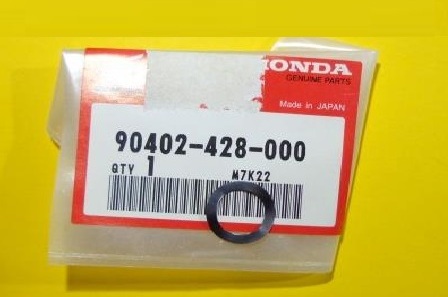 HONDA
GENUINE PARTS
Made in JAPAN
90402-428-000
QTY 1 M7K22